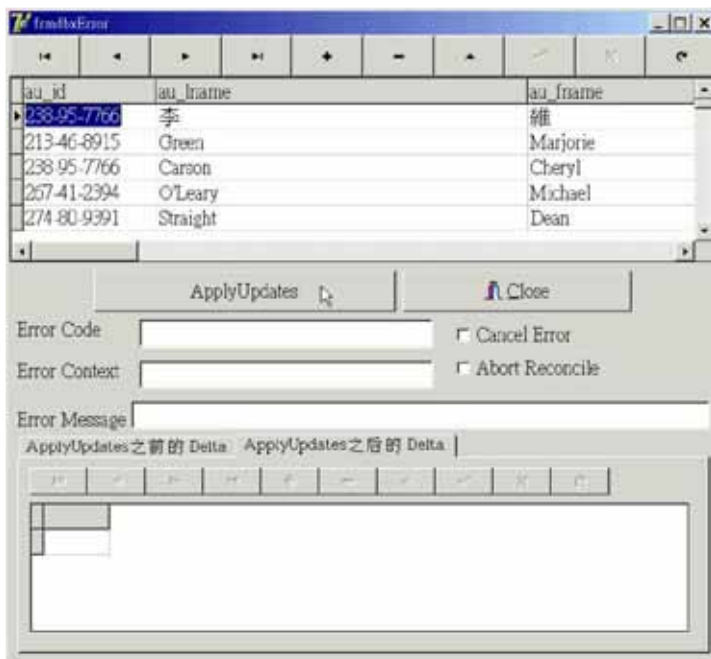 frmdbxError
au_id au_lname au_fname
238-95-7766 李 維
213-46-8915 Green Marjorie
238-95-7766 Carson Cheryl
267-41-2394 O'Leary Michael
274-80-9391 Straight Dean
ApplyUpdates Close
Error Code Cancel Error
Error Context Abort Reconcile
Error Message
ApplyUpdates之前的 Delta ApplyUpdates之后的 Delta